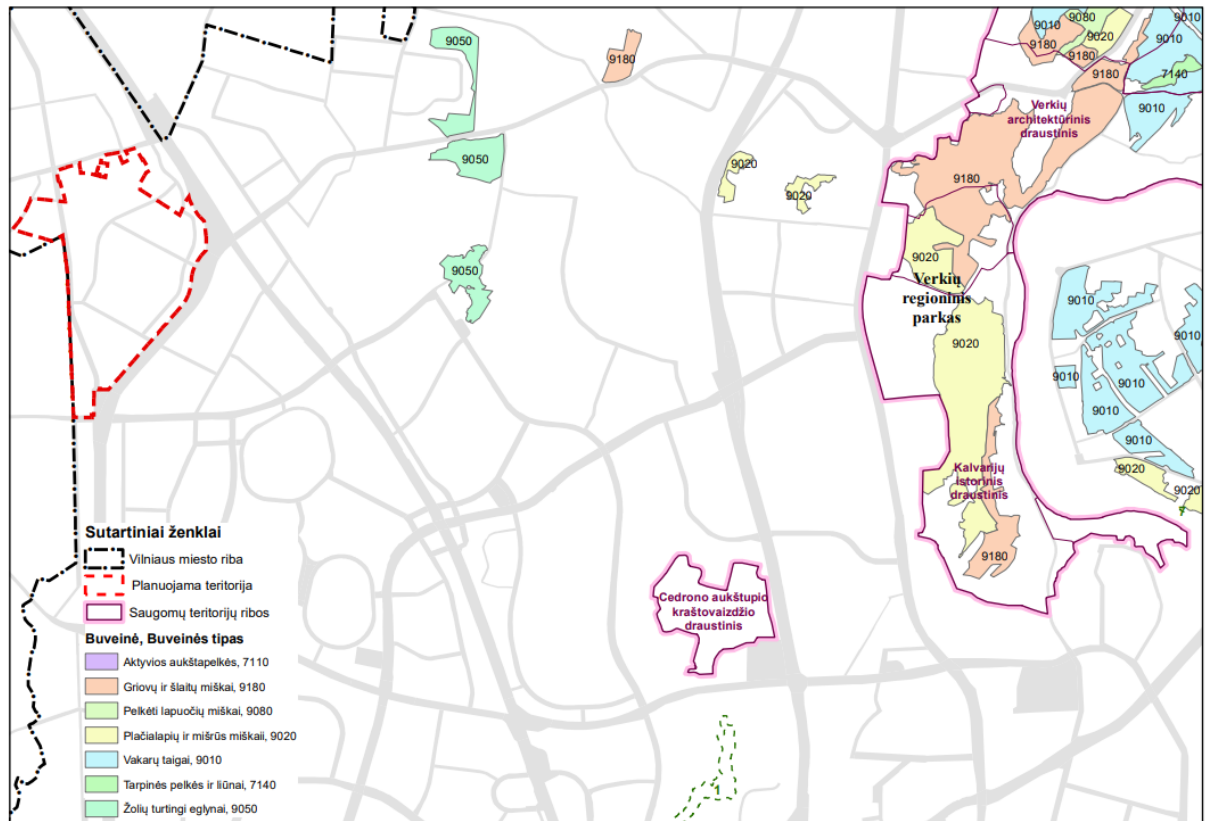 9050
9180
9010
9080
9010
9010
9020
9180
9180
9180
7140
9010
Verkių
architektūrinis
draustinis
9050
9020
9020
9180
9050
9020
Verkių
regioninis
parkas
9020
9010
9010
9010
9010
9010
9010
9020
9020
Kalvarijų
istorinis
draustinis
9180
Cedrono aukštupio
kraštovaizdžio
draustinis
1
Sutartiniai ženklai
Vilniaus miesto riba
Planuojama teritorija
Saugomų teritorijų ribos
Buveinė, Buveinės tipas
Aktyvios aukštapelkės, 7110
Griovų ir šlaitų miškai, 9180
Pelkėti lapuočių miškai, 9080
Plačialapių ir mišrūs miškaii, 9020
Vakarų taigai, 9010
Tarpinės pelkės ir liūnai, 7140
Žolių turtingi eglynai, 9050